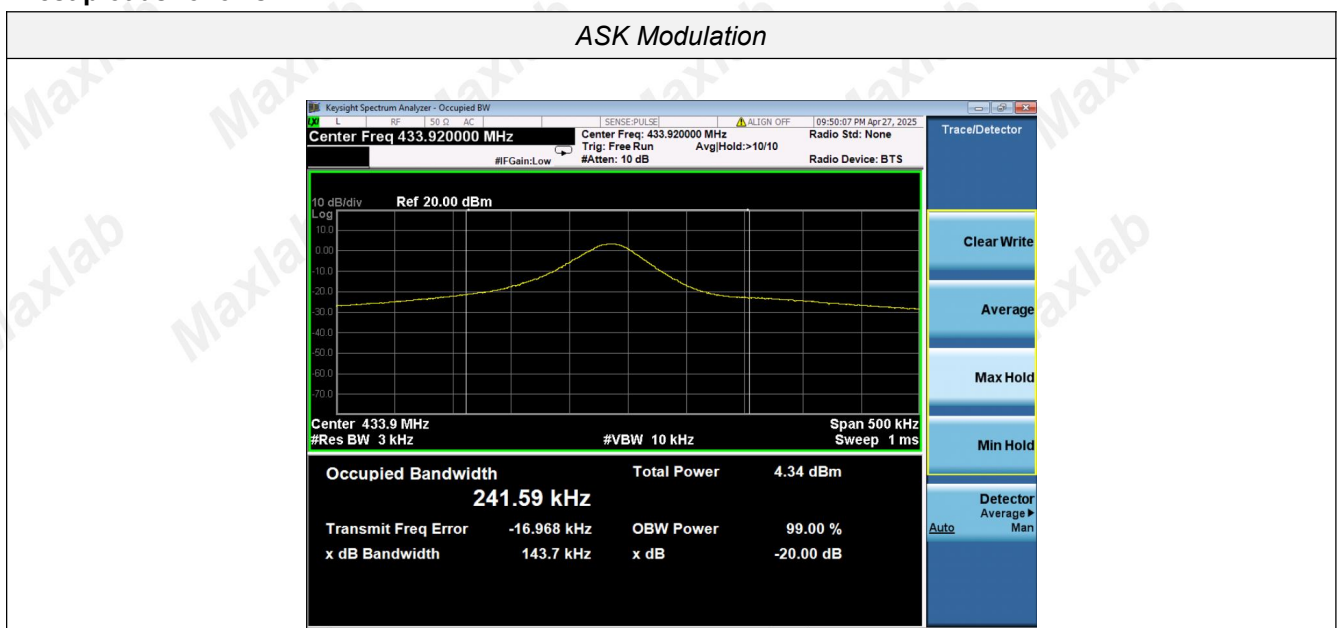 ASK Modulation
Keysight Spectrum Analyzer - Occupied BW
LXI L RF 50 Ω AC SENSE:PULSE ALIGN OFF 09:50:07 PM Apr 27, 2025
Center Freq 433.920000 MHz
Center Freq: 433.920000 MHz
Radio Std: None
Trig: Free Run Avg|Hold:>10/10
#IFGain:Low
#Atten: 10 dB
Radio Device: BTS
Trace/Detector
10 dB/div Ref 20.00 dBm
Log
10.0
0.00
-10.0
-20.0
-30.0
-40.0
-50.0
-60.0
-70.0
Center 433.9 MHz Span 500 kHz
#Res BW 3 kHz #VBW 10 kHz Sweep 1 ms
Clear Write
Average
Max Hold
Min Hold
Detector
Average
Auto Man
Occupied Bandwidth Total Power 4.34 dBm
241.59 kHz
Transmit Freq Error -16.968 kHz OBW Power 99.00 %
x dB Bandwidth 143.7 kHz x dB -20.00 dB
Maxlab
Maxlab
Maxlab
Maxlab